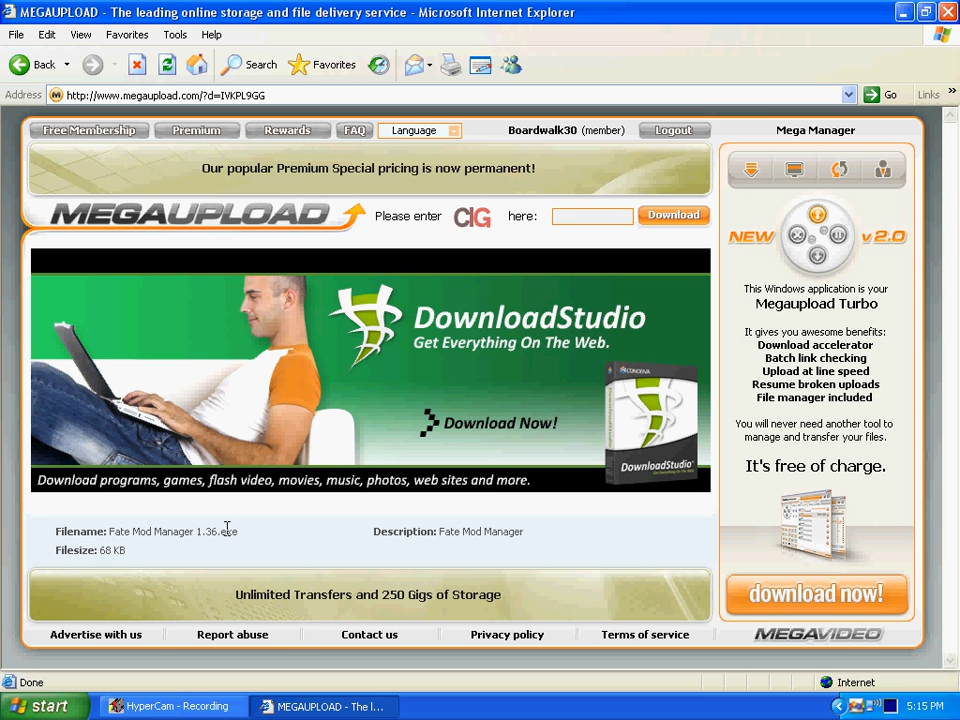 MEGAUPLOAD - The leading online storage and file delivery service - Microsoft Internet Explorer
File Edit View Favorites Tools Help
Back Search Favorites
Address http://www.megaupload.com/?d=IVKPL9GG Go Links »
Free Membership Premium Rewards FAQ Language Boardwalk30 (member) Logout Mega Manager
Our popular Premium Special pricing is now permanent!
MEGAUPLOAD Please enter CIG here: Download
NEW v 2.0
This Windows application is your
Megaupload Turbo
It gives you awesome benefits:
Download accelerator
Batch link checking
Upload at line speed
Resume broken uploads
File manager included
You will never need another tool to
manage and transfer your files.
It's free of charge.
download now!
MEGAVIDEO
DownloadStudio
Get Everything On The Web.
Download Now!
CONCEIVA
DownloadStudio
Download programs, games, flash video, movies, music, photos, web sites and more.
Filename: Fate Mod Manager 1.36.exe Description: Fate Mod Manager
Filesize: 68 KB
Unlimited Transfers and 250 Gigs of Storage
Advertise with us Report abuse Contact us Privacy policy Terms of service
Done Internet
start HyperCam - Recording MEGAUPLOAD - The l... 5:15 PM